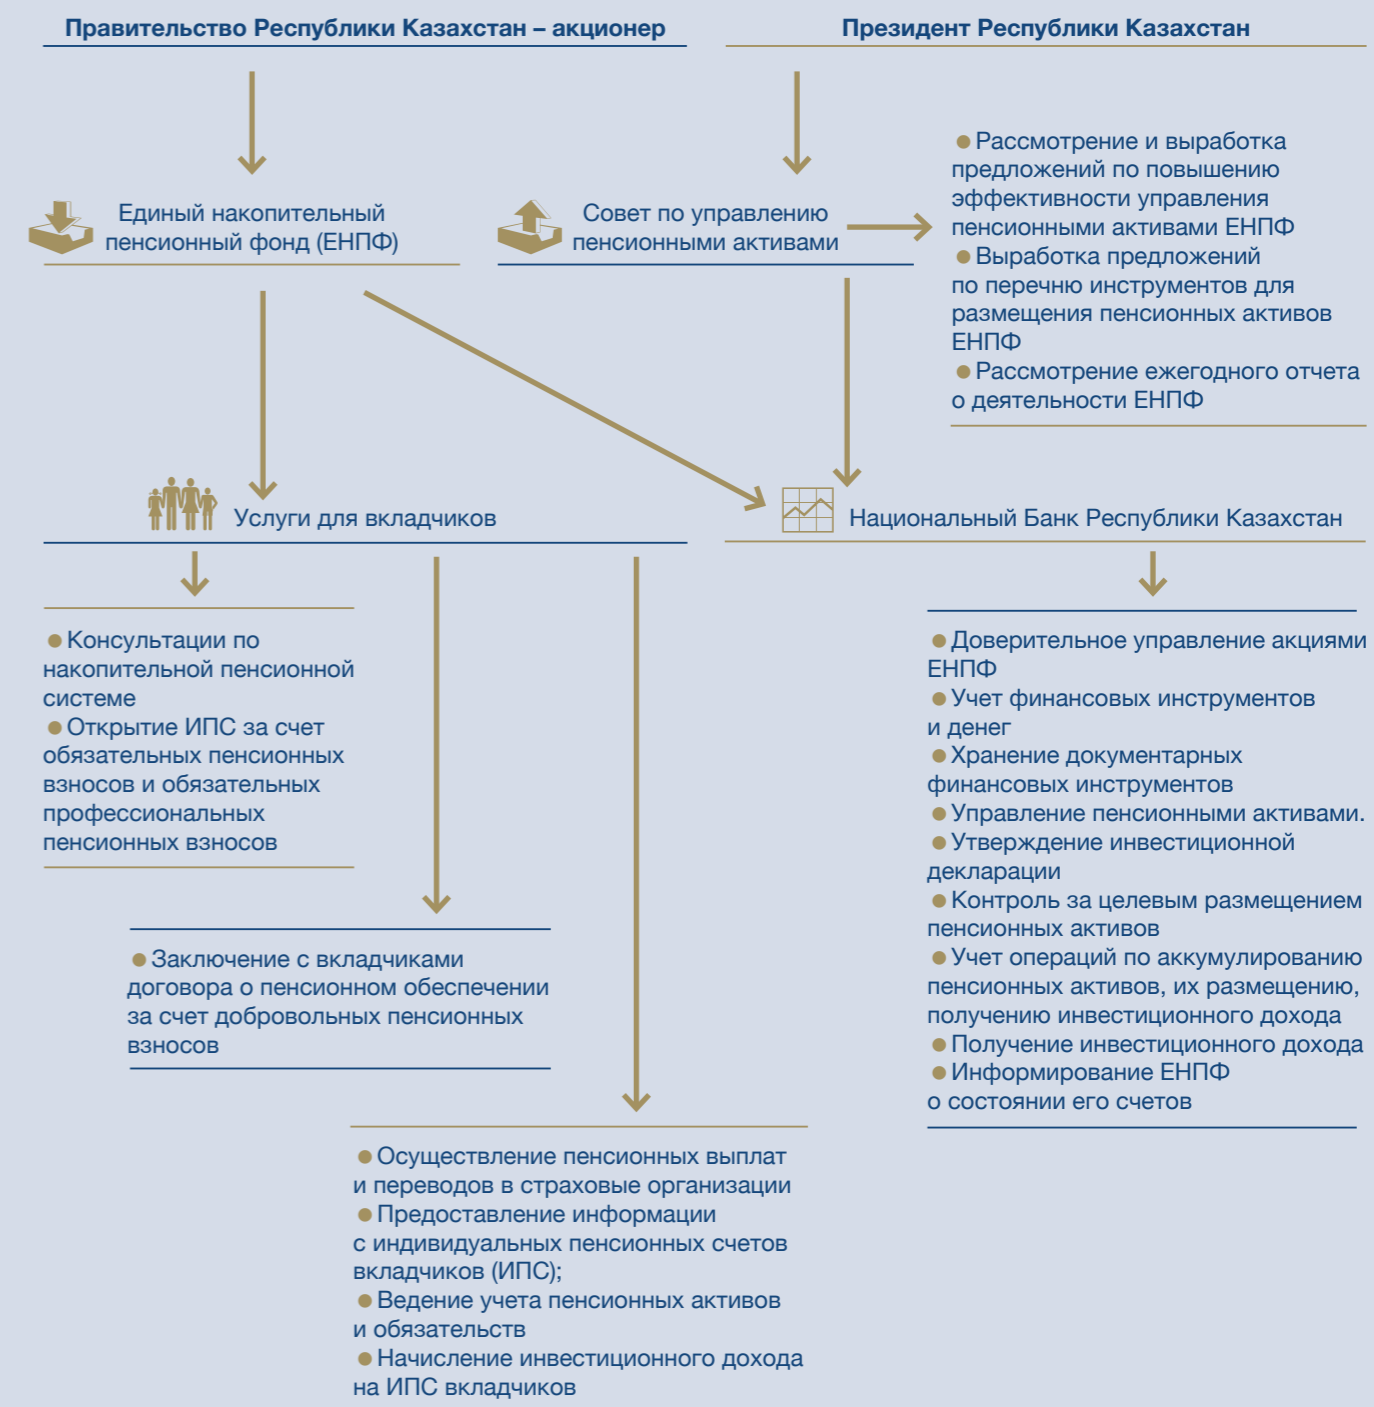 Правительство Республики Казахстан – акционер
Президент Республики Казахстан
Единый накопительный
пенсионный фонд (ЕНПФ)
Совет по управлению
пенсионными активами
● Рассмотрение и выработка
предложений по повышению
эффективности управления
пенсионными активами ЕНПФ
● Выработка предложений
по перечню инструментов для
размещения пенсионных активов
ЕНПФ
● Рассмотрение ежегодного отчета
о деятельности ЕНПФ
Услуги для вкладчиков
Национальный Банк Республики Казахстан
● Консультации по
накопительной пенсионной
системе
● Открытие ИПС за счет
обязательных пенсионных
взносов и обязательных
профессиональных
пенсионных взносов
● Заключение с вкладчиками
договора о пенсионном обеспечении
за счет добровольных пенсионных
взносов
● Осуществление пенсионных выплат
и переводов в страховые организации
● Предоставление информации
с индивидуальных пенсионных счетов
вкладчиков (ИПС);
● Ведение учета пенсионных активов
и обязательств
● Начисление инвестиционного дохода
на ИПС вкладчиков
● Доверительное управление акциями
ЕНПФ
● Учет финансовых инструментов
и денег
● Хранение документарных
финансовых инструментов
● Управление пенсионными активами.
● Утверждение инвестиционной
декларации
● Контроль за целевым размещением
пенсионных активов
● Учет операций по аккумулированию
пенсионных активов, их размещению,
получению инвестиционного дохода
● Получение инвестиционного дохода
● Информирование ЕНПФ
о состоянии его счетов